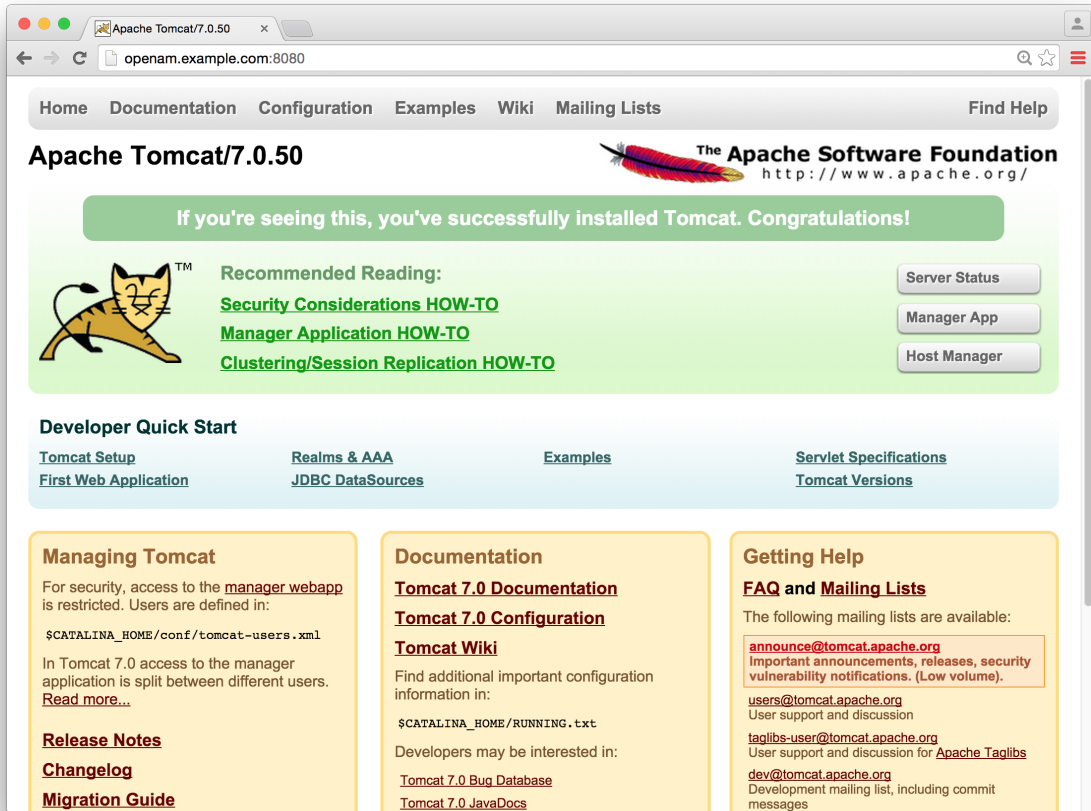 Apache Tomcat/7.0.50
openam.example.com:8080
Home Documentation Configuration Examples Wiki Mailing Lists Find Help
Apache Tomcat/7.0.50
The Apache Software Foundation
http://www.apache.org/
If you're seeing this, you've successfully installed Tomcat. Congratulations!
TM
Recommended Reading:
Security Considerations HOW-TO
Manager Application HOW-TO
Clustering/Session Replication HOW-TO
Server Status
Manager App
Host Manager
Developer Quick Start
Tomcat Setup
First Web Application
Realms & AAA
JDBC DataSources
Examples
Servlet Specifications
Tomcat Versions
Managing Tomcat
For security, access to the manager webapp
is restricted. Users are defined in:
$CATALINA_HOME/conf/tomcat-users.xml
In Tomcat 7.0 access to the manager
application is split between different users.
Read more...
Release Notes
Changelog
Migration Guide
Documentation
Tomcat 7.0 Documentation
Tomcat 7.0 Configuration
Tomcat Wiki
Find additional important configuration
information in:
$CATALINA_HOME/RUNNING.txt
Developers may be interested in:
Tomcat 7.0 Bug Database
Tomcat 7.0 JavaDocs
Getting Help
FAQ and Mailing Lists
The following mailing lists are available:
announce@tomcat.apache.org
Important announcements, releases, security
vulnerability notifications. (Low volume).
users@tomcat.apache.org
User support and discussion
taglibs-user@tomcat.apache.org
User support and discussion for Apache Taglibs
dev@tomcat.apache.org
Development mailing list, including commit
messages